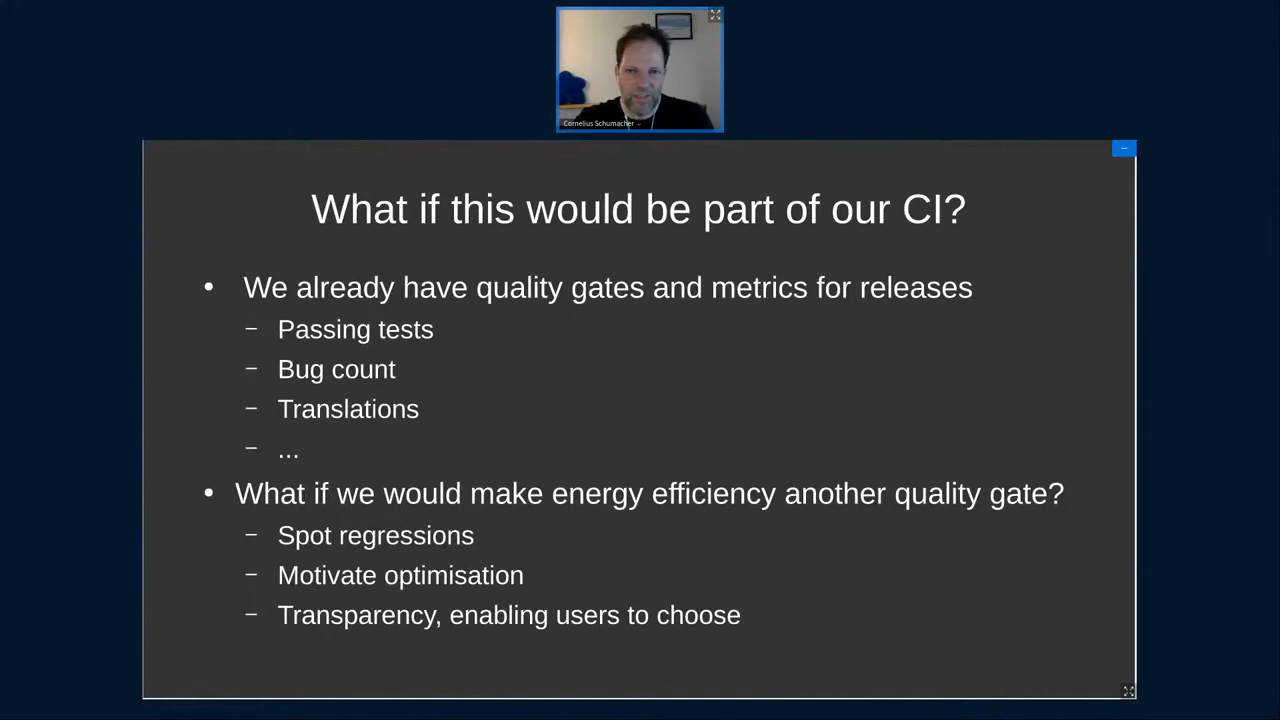 Cornelius Schumacher
What if this would be part of our CI?
• We already have quality gates and metrics for releases
– Passing tests
– Bug count
– Translations
– ...
• What if we would make energy efficiency another quality gate?
– Spot regressions
– Motivate optimisation
– Transparency, enabling users to choose